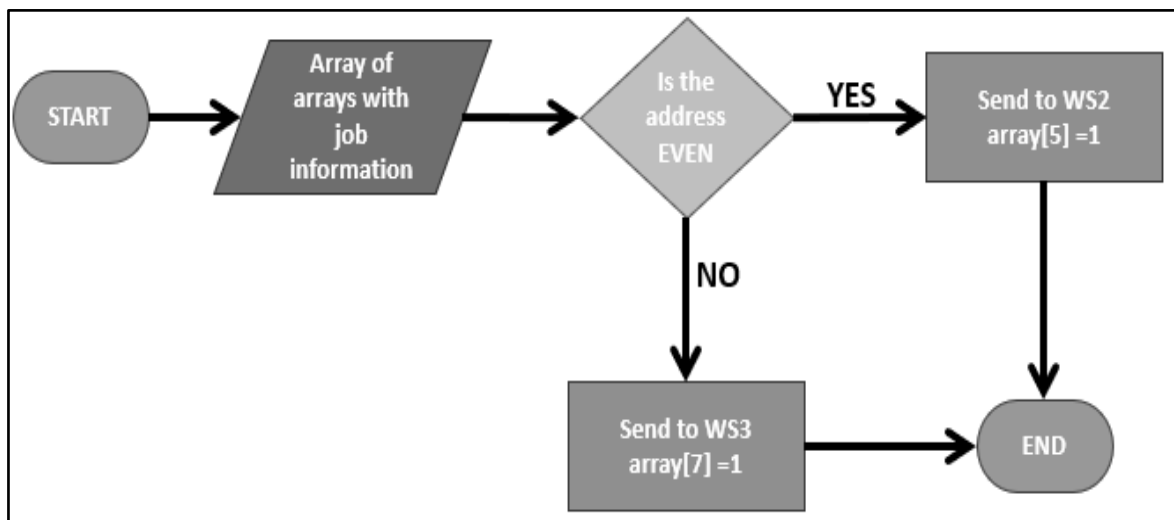 START
Array of
arrays with
job
information
Is the
address
EVEN
YES
Send to WS2
array[5] =1
NO
Send to WS3
array[7] =1
END